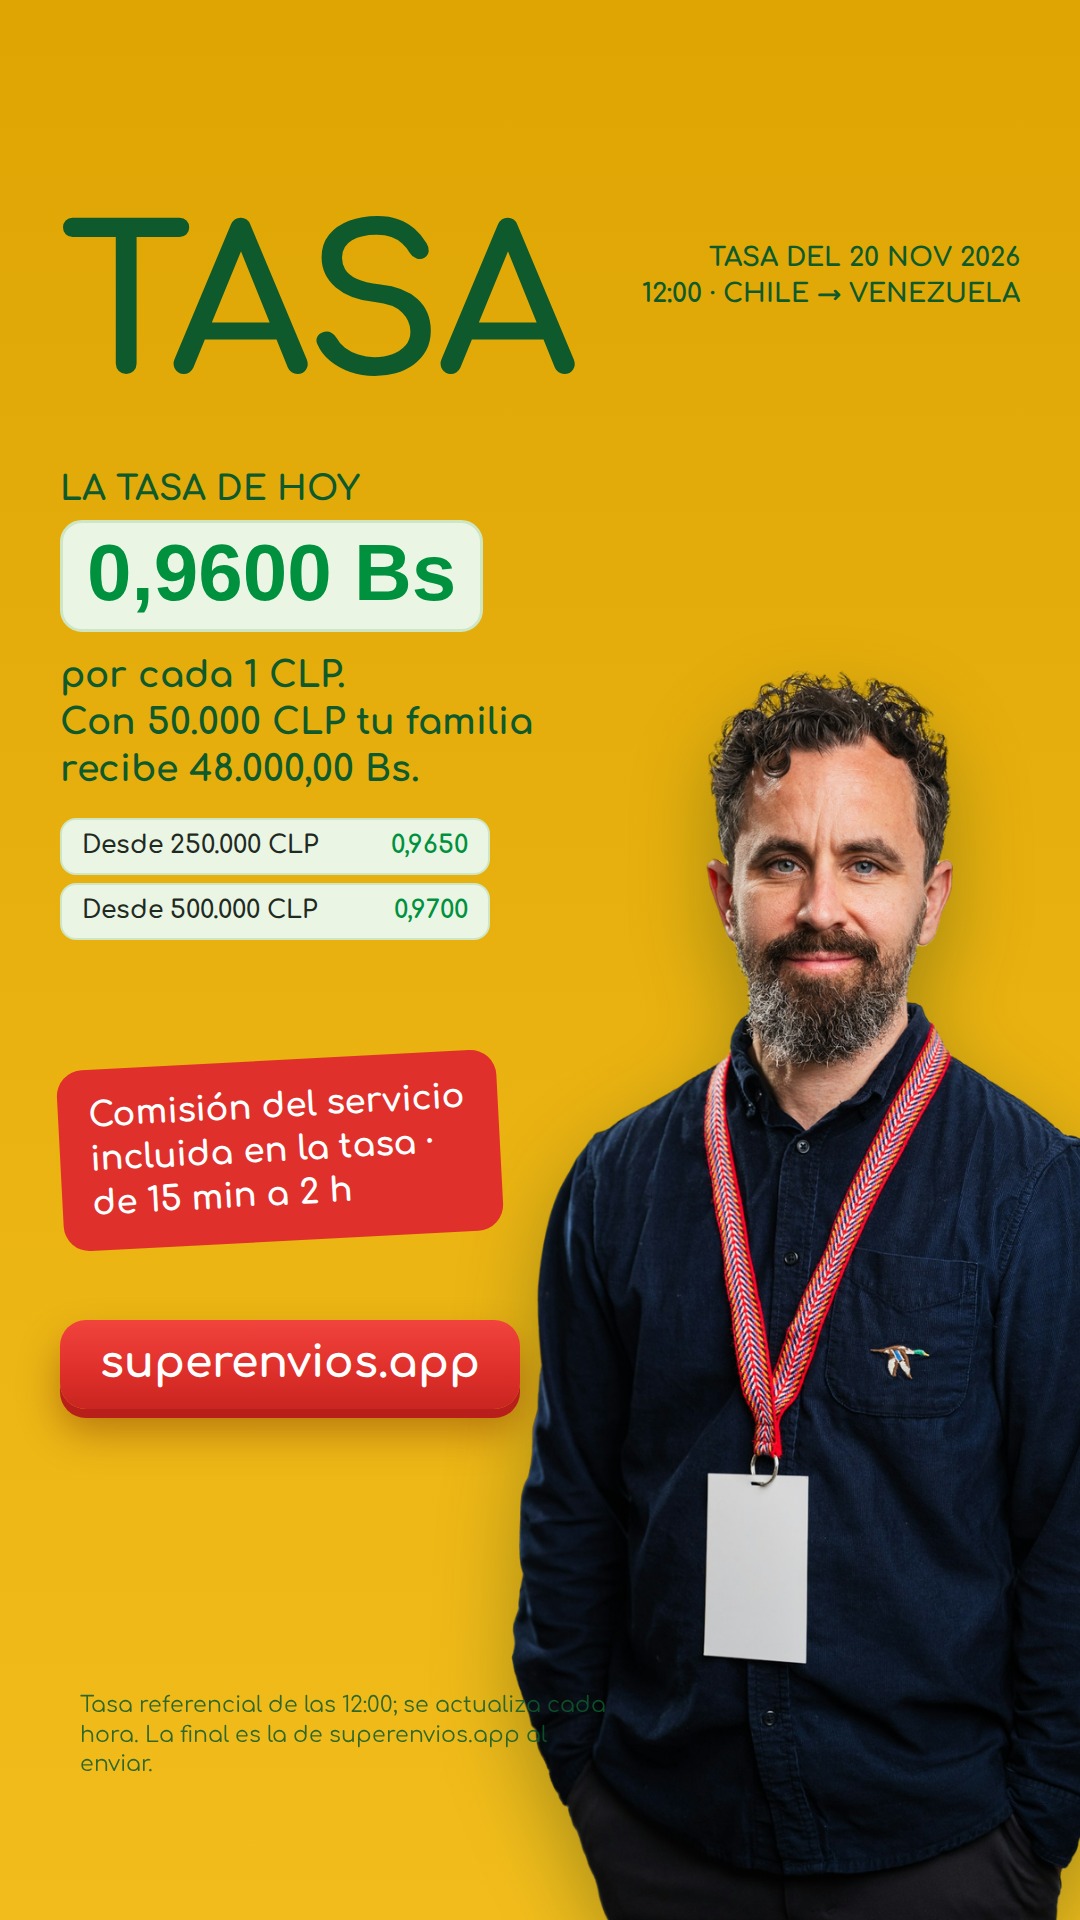 TASA
TASA DEL 20 NOV 2026
12:00 · CHILE → VENEZUELA
LA TASA DE HOY
0,9600 Bs
por cada 1 CLP.
Con 50.000 CLP tu familia
recibe 48.000,00 Bs.
Desde 250.000 CLP 0,9650
Desde 500.000 CLP 0,9700
Comisión del servicio
incluida en la tasa ·
de 15 min a 2 h
superenvios.app
Tasa referencial de las 12:00; se actualiza cada
hora. La final es la de superenvios.app al
enviar.